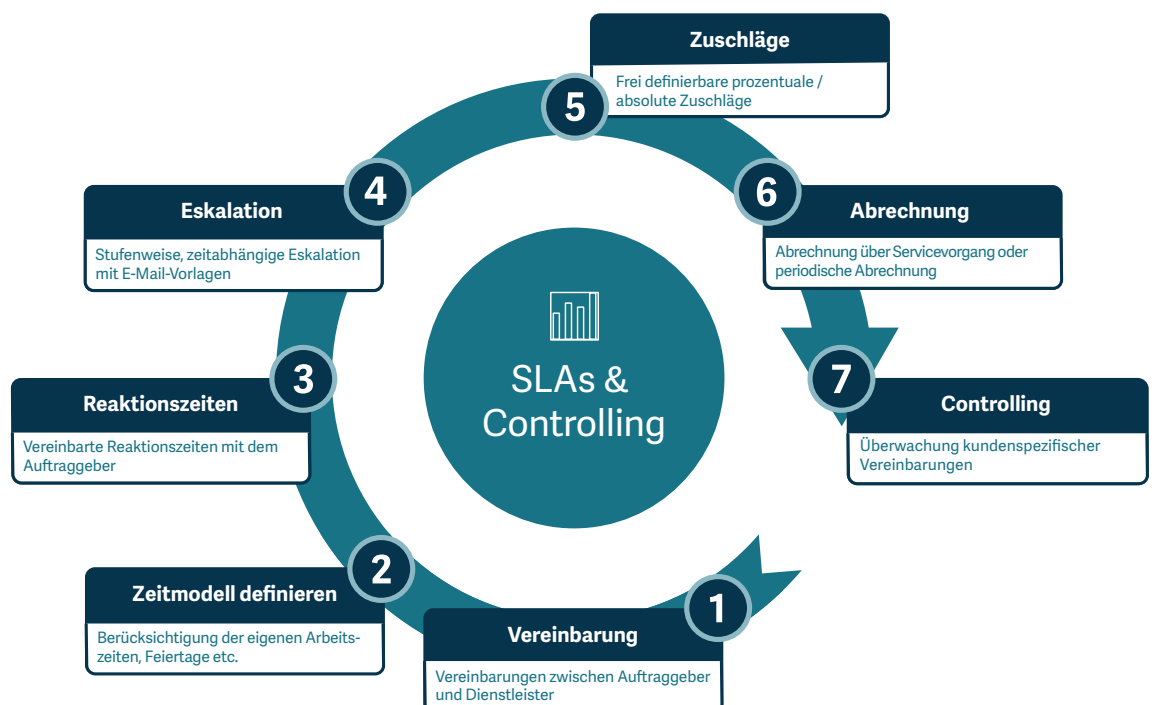 5
Zuschläge
Frei definierbare prozentuale /
absolute Zuschläge
4
Eskalation
Stufenweise, zeitabhängige Eskalation
mit E-Mail-Vorlagen
6
Abrechnung
Abrechnung über Servicevorgang oder
periodische Abrechnung
SLAs &
Controlling
3
Reaktionszeiten
Vereinbarte Reaktionszeiten mit dem
Auftraggeber
7
Controlling
Überwachung kundenspezifischer
Vereinbarungen
2
Zeitmodell definieren
Berücksichtigung der eigenen Arbeits-
zeiten, Feiertage etc.
1
Vereinbarung
Vereinbarungen zwischen Auftraggeber
und Dienstleister